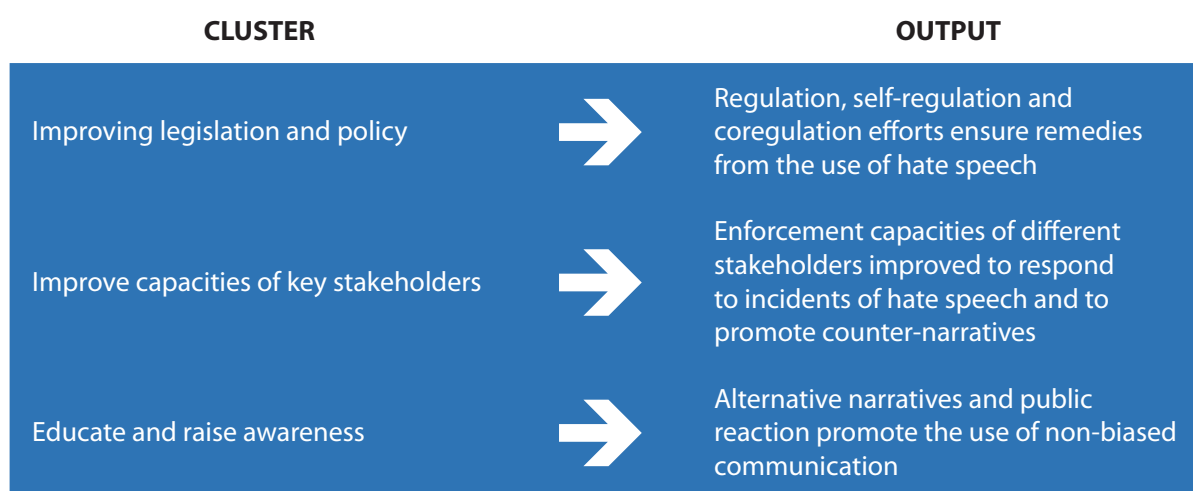 CLUSTER
OUTPUT
Improving legislation and policy
Regulation, self-regulation and
coregulation efforts ensure remedies
from the use of hate speech
Improve capacities of key stakeholders
Enforcement capacities of different
stakeholders improved to respond
to incidents of hate speech and to
promote counter-narratives
Educate and raise awareness
Alternative narratives and public
reaction promote the use of non-biased
communication